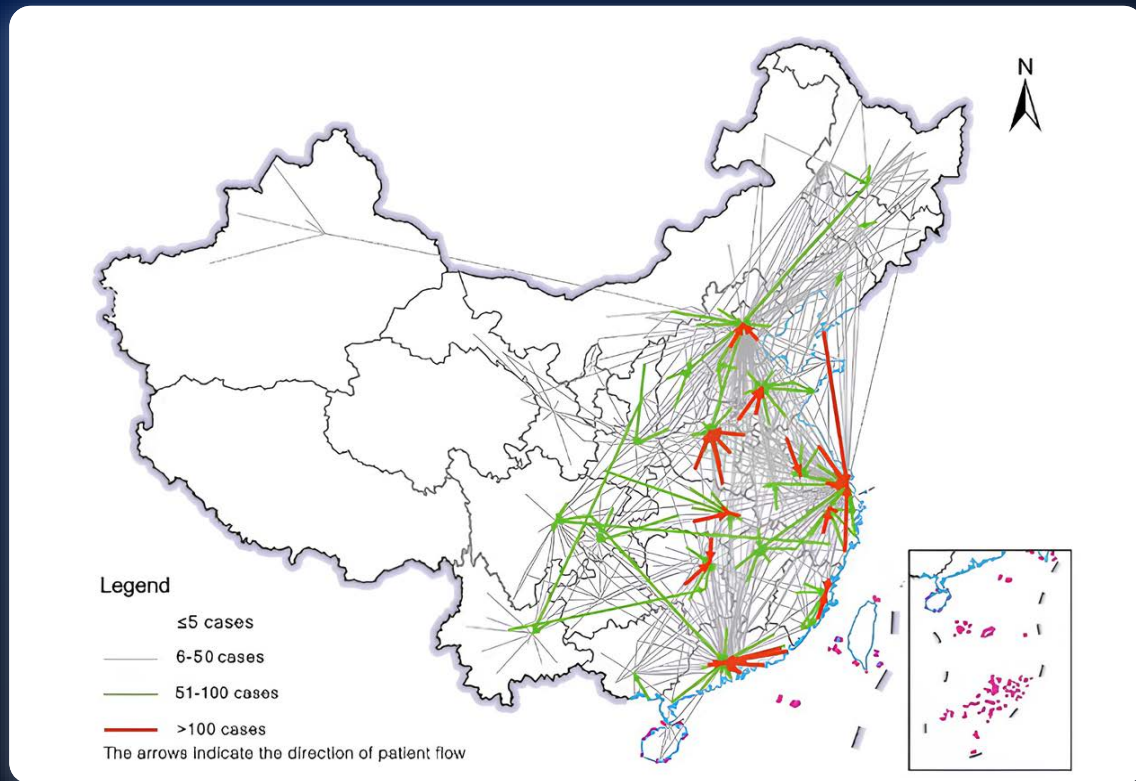 N
Legend
≤5 cases
6-50 cases
51-100 cases
>100 cases
The arrows indicate the direction of patient flow